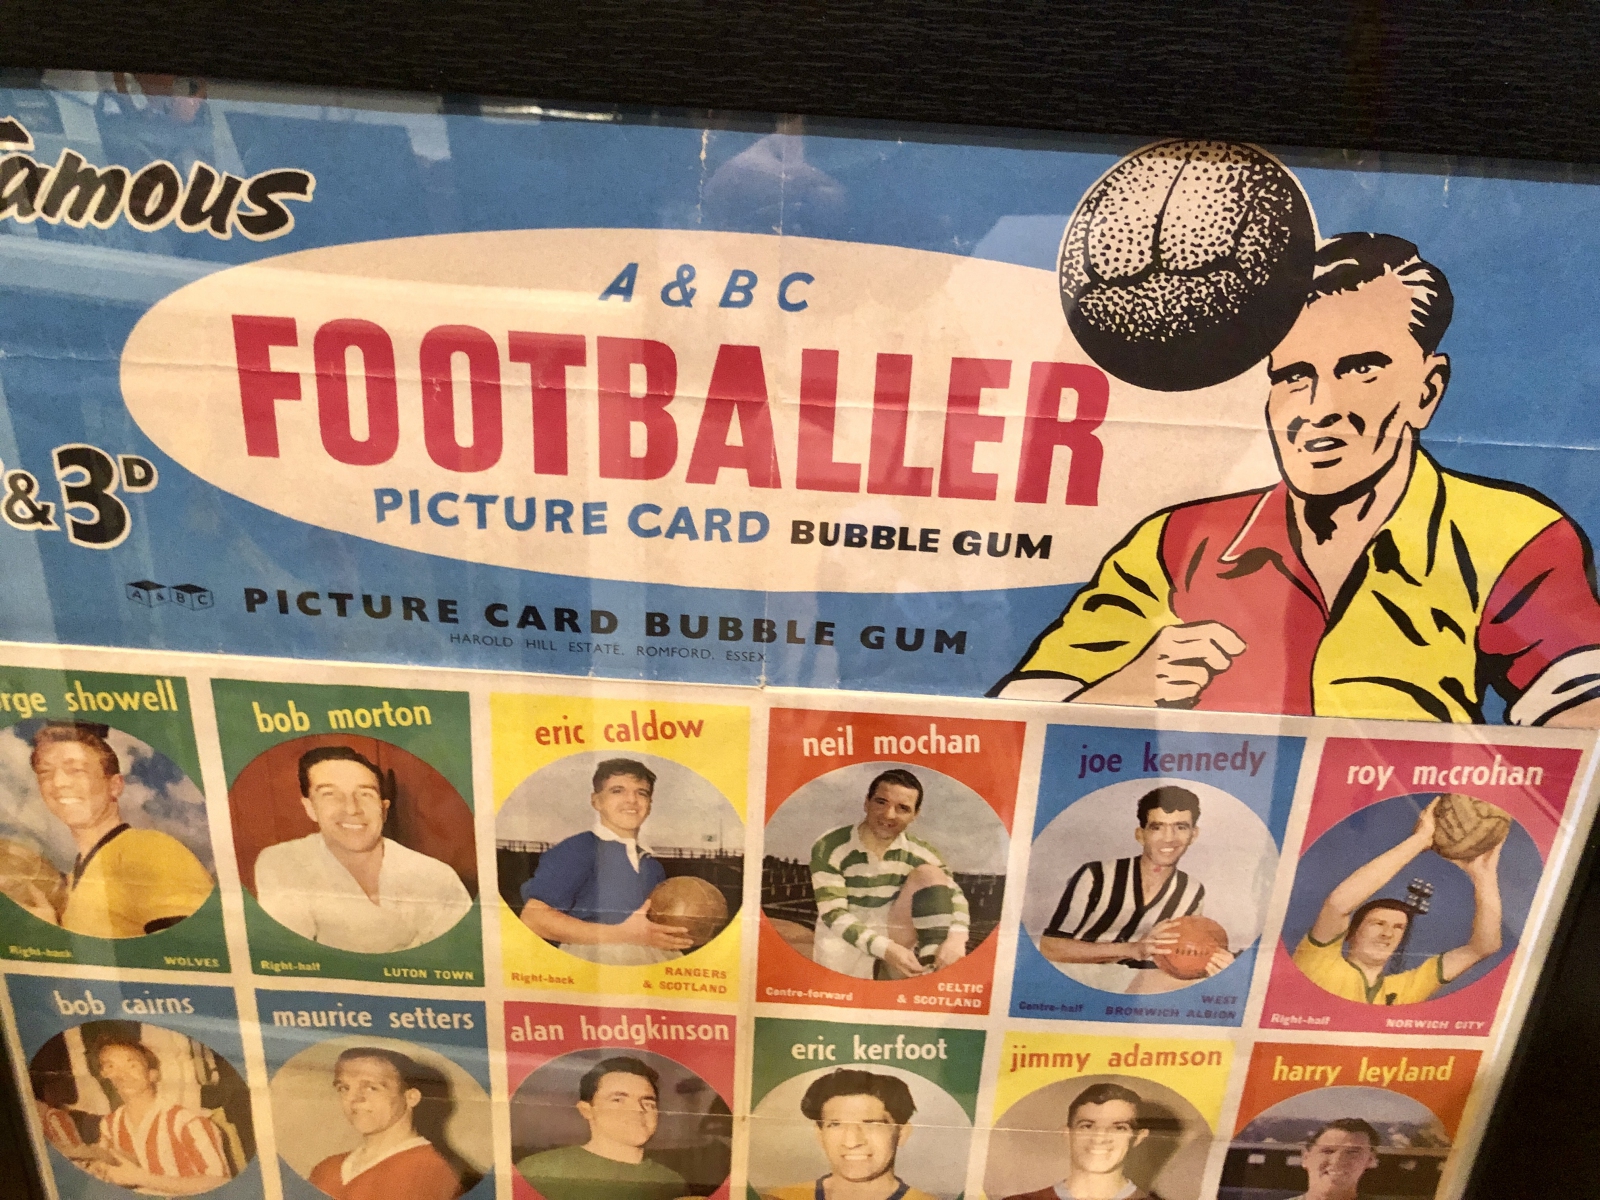 Famous
A & BC
FOOTBALLER
PICTURE CARD BUBBLE GUM
& 3D
A & B C PICTURE CARD BUBBLE GUM
HAROLD HILL ESTATE, ROMFORD, ESSEX.
rge showell
Right-back WOLVES
bob morton
Right-half LUTON TOWN
eric caldow
Right-back RANGERS
& SCOTLAND
neil mochan
Centre-forward CELTIC
& SCOTLAND
joe kennedy
Centre-half WEST
BROMWICH ALBION
roy mccrohan
Right-half NORWICH CITY
bob cairns
maurice setters
alan hodgkinson
eric kerfoot
jimmy adamson
harry leyland